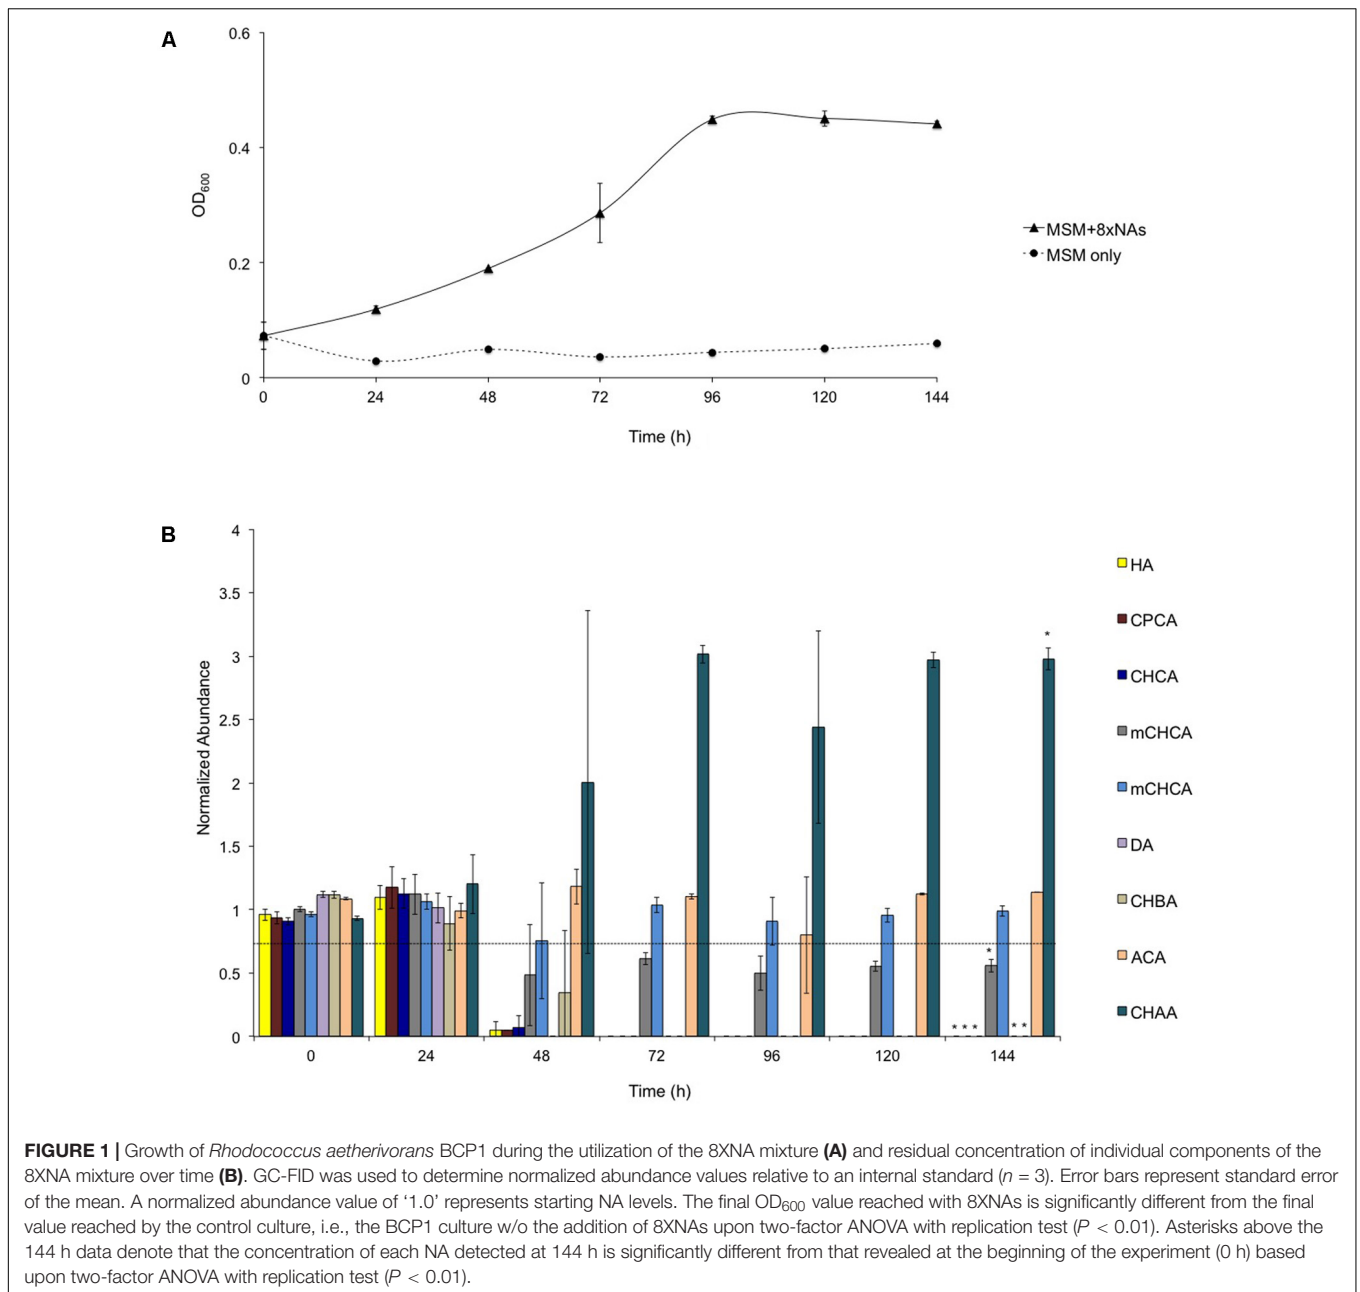 A
0.6
0.4
0.2
0
OD600
0 24 48 72 96 120 144
Time (h)
MSM+8xNAs
MSM only
B
4
3.5
3
2.5
2
1.5
1
0.5
0
Normalized Abundance
*
*
* * *
* *
0 24 48 72 96 120 144
Time (h)
HA
CPCA
CHCA
mCHCA
mCHCA
DA
CHBA
ACA
CHAA
FIGURE 1 | Growth of Rhodococcus aetherivorans BCP1 during the utilization of the 8XNA mixture (A) and residual concentration of individual components of the
8XNA mixture over time (B). GC-FID was used to determine normalized abundance values relative to an internal standard (n = 3). Error bars represent standard error
of the mean. A normalized abundance value of ‘1.0’ represents starting NA levels. The final OD600 value reached with 8XNAs is significantly different from the final
value reached by the control culture, i.e., the BCP1 culture w/o the addition of 8XNAs upon two-factor ANOVA with replication test (P < 0.01). Asterisks above the
144 h data denote that the concentration of each NA detected at 144 h is significantly different from that revealed at the beginning of the experiment (0 h) based
upon two-factor ANOVA with replication test (P < 0.01).